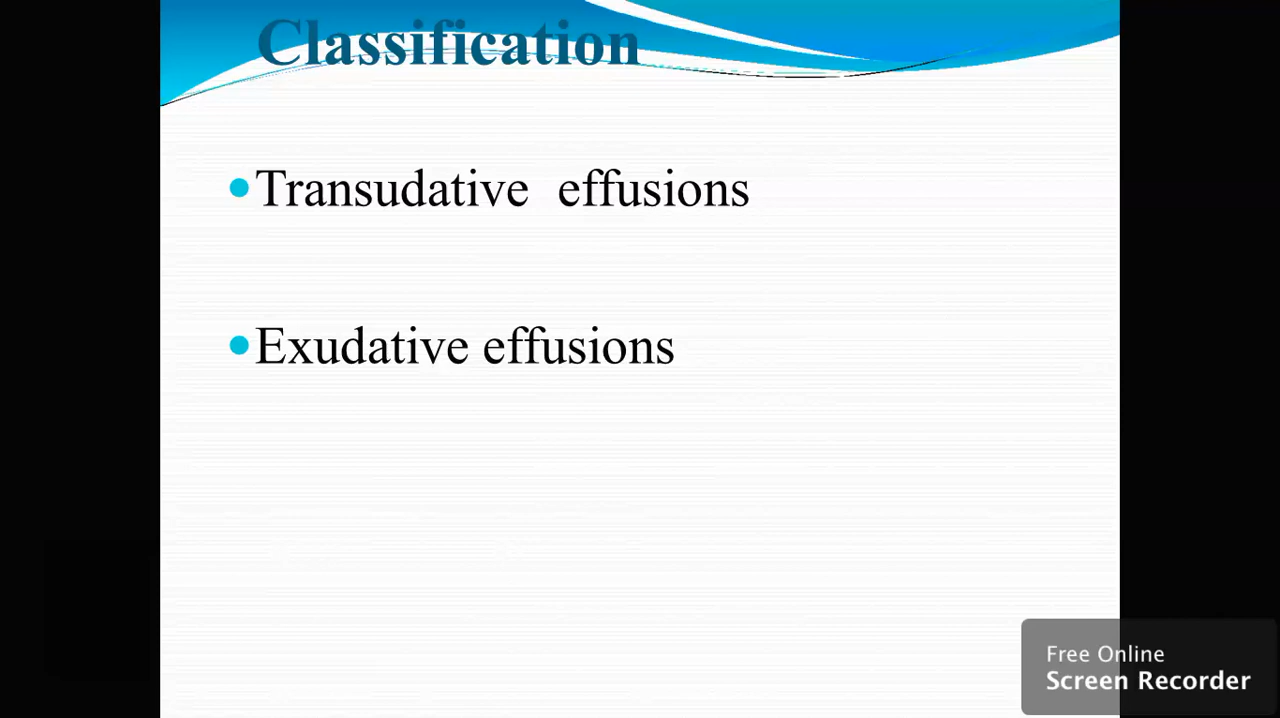 Classification
•Transudative  effusions
•Exudative effusions
Free Online
Screen Recorder